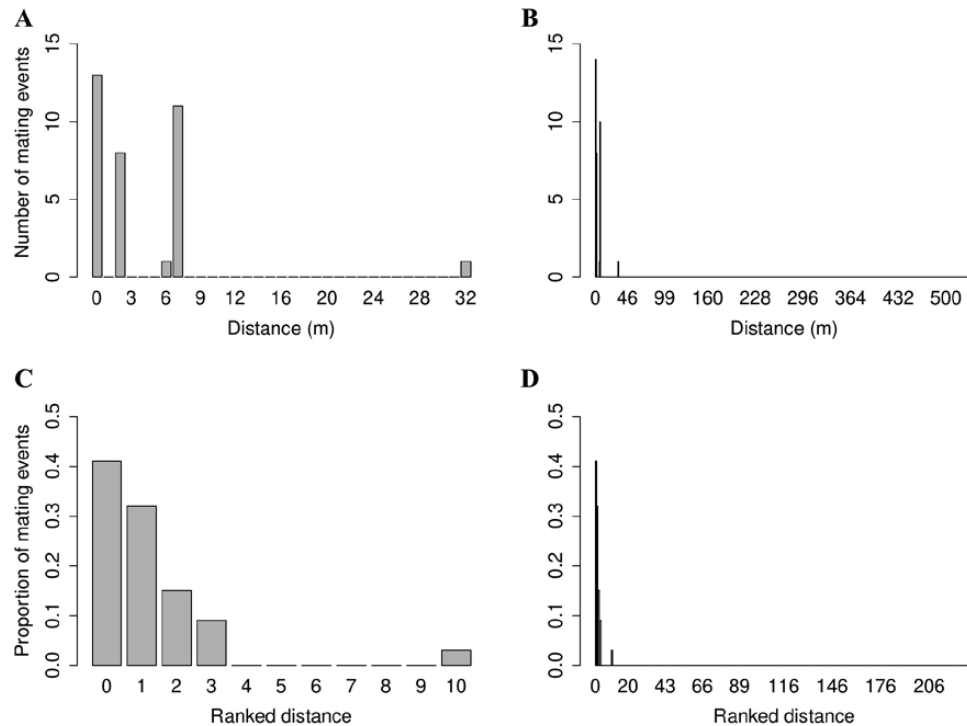 A
B
Number of mating events
15
10
5
0
0 3 6 9 12 16 20 24 28 32
Distance (m)
15
10
5
0
0 46 99 160 228 296 364 432 500
Distance (m)
C
D
Proportion of mating events
0.5
0.4
0.3
0.2
0.1
0.0
0 1 2 3 4 5 6 7 8 9 10
Ranked distance
0.5
0.4
0.3
0.2
0.1
0.0
0 20 43 66 89 116 146 176 206
Ranked distance